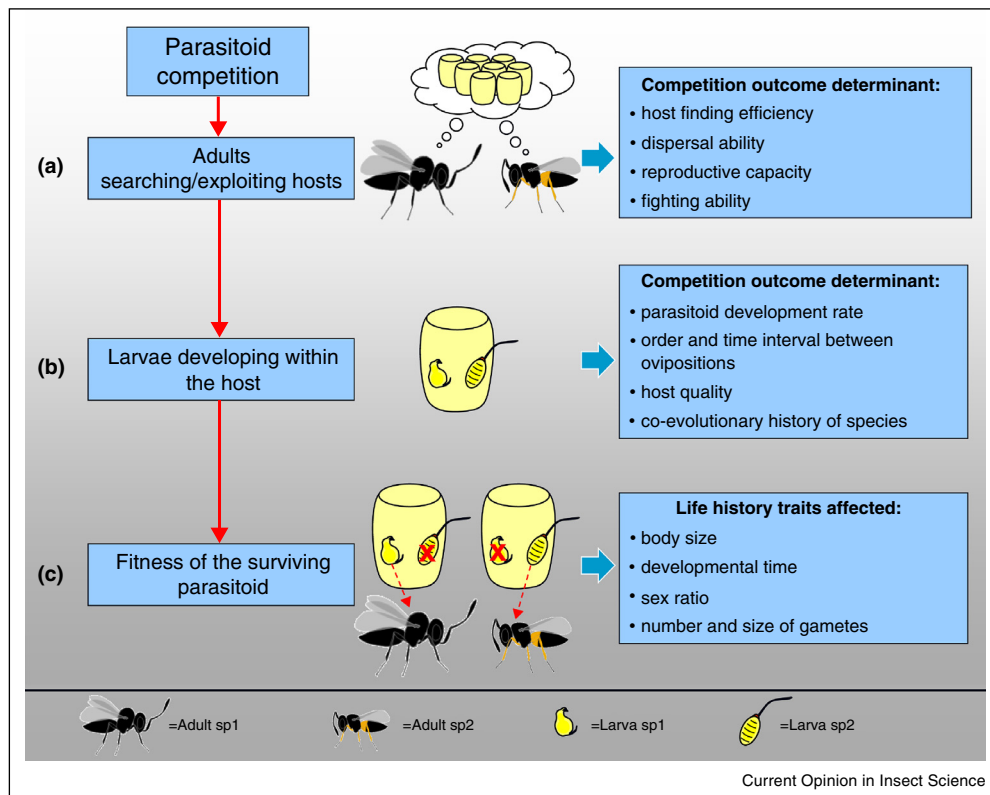 Parasitoid
competition
(a)
Adults
searching/exploiting hosts
Competition outcome determinant:
• host finding efficiency
• dispersal ability
• reproductive capacity
• fighting ability
(b)
Larvae developing within
the host
Competition outcome determinant:
• parasitoid development rate
• order and time interval between
ovipositions
• host quality
• co-evolutionary history of species
(c)
Fitness of the surviving
parasitoid
X
X
Life history traits affected:
• body size
• developmental time
• sex ratio
• number and size of gametes
=Adult sp1
=Adult sp2
=Larva sp1
=Larva sp2
Current Opinion in Insect Science